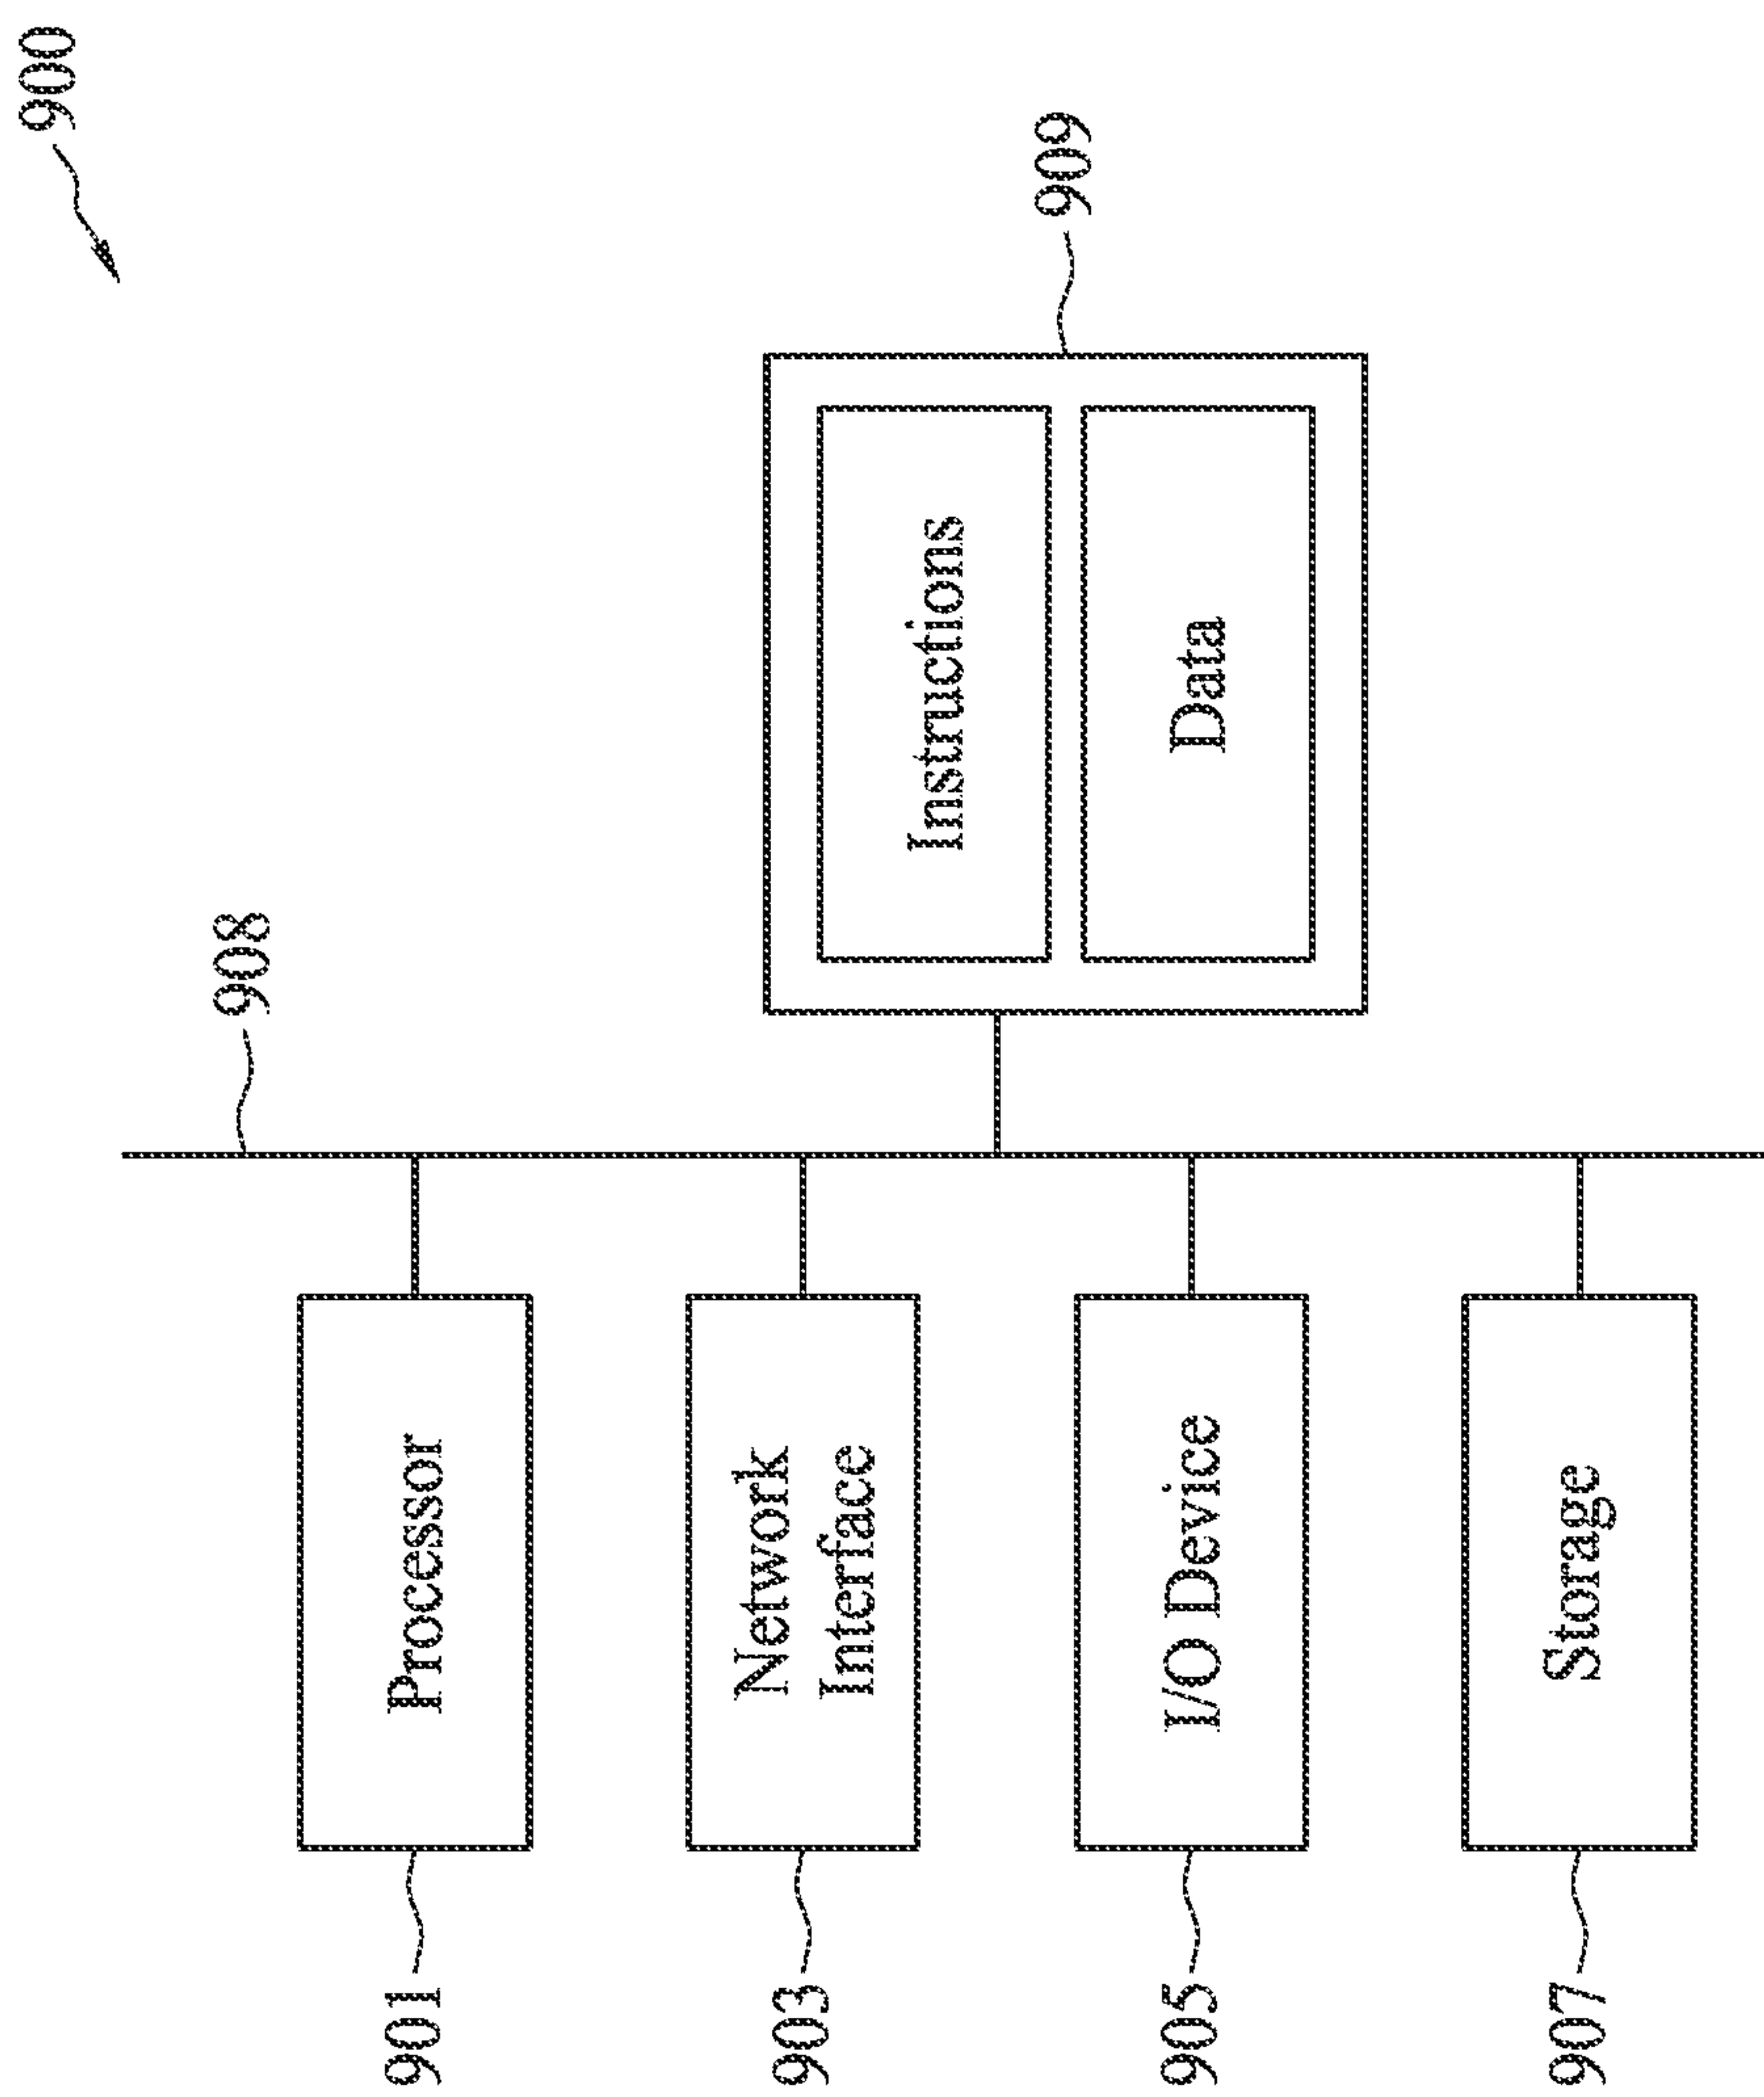 900
908
901
Processor
903
Network
Interface
905
I/O Device
907
Storage
909
Instructions
Data